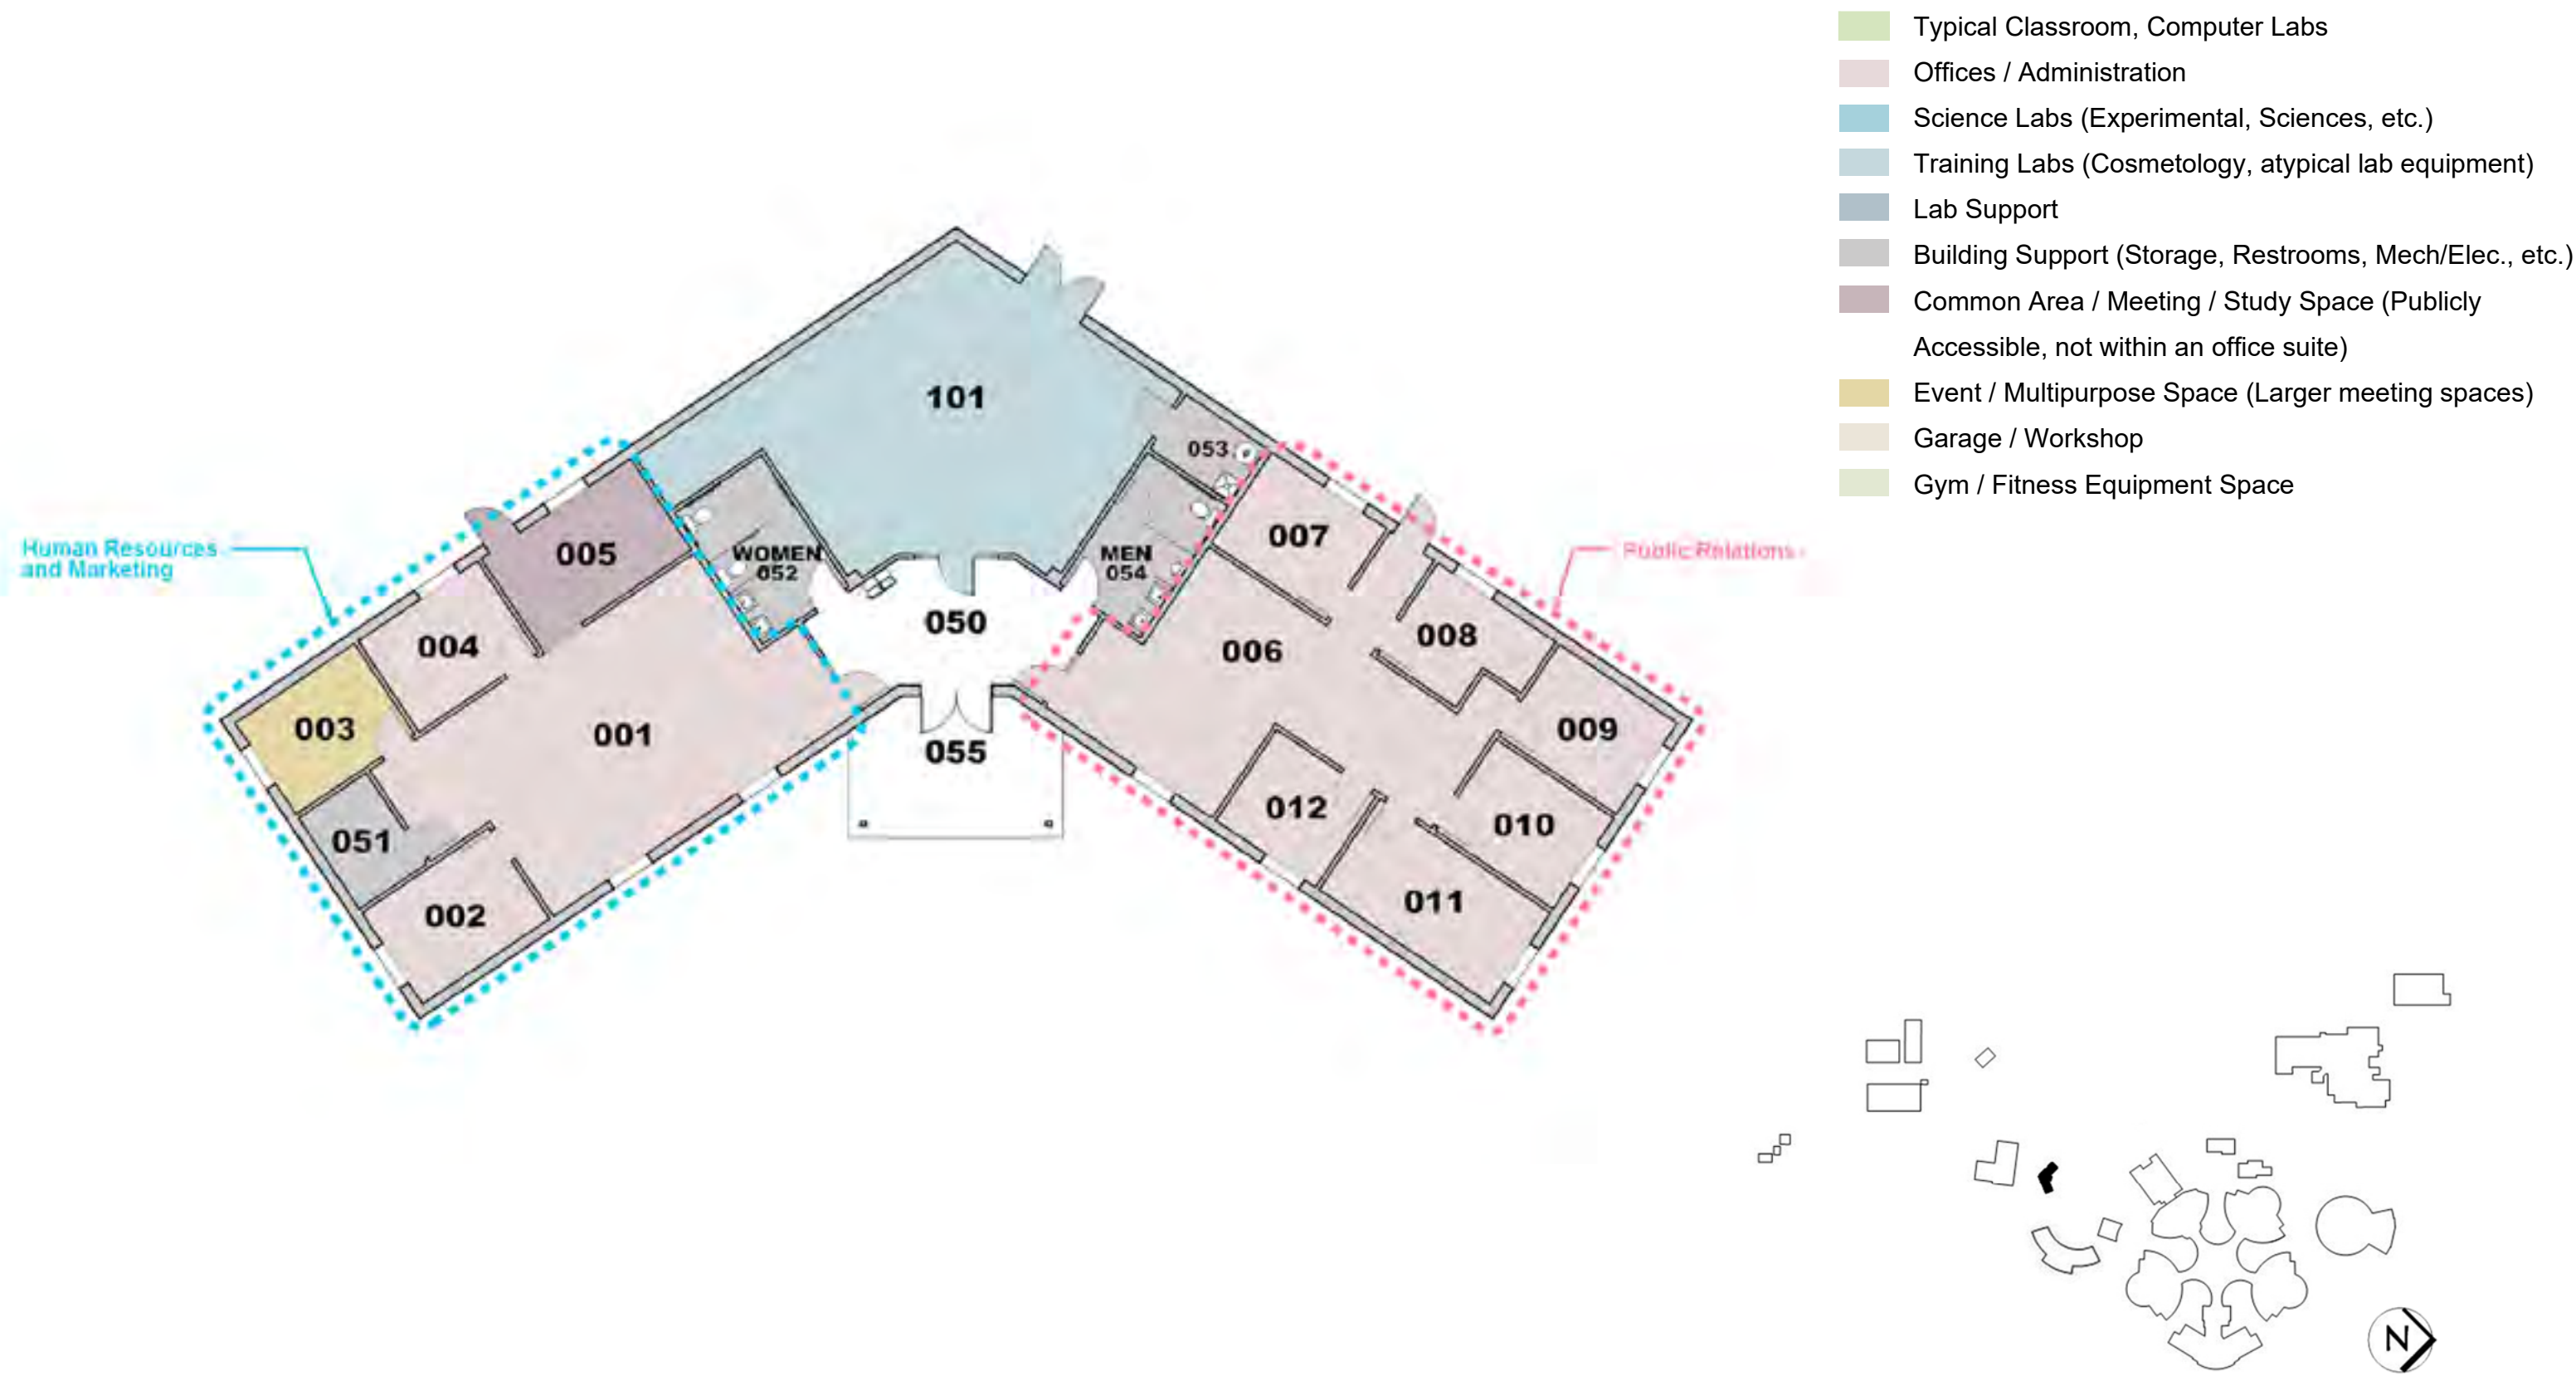 Typical Classroom, Computer Labs
Offices / Administration
Science Labs (Experimental, Sciences, etc.)
Training Labs (Cosmetology, atypical lab equipment)
Lab Support
Building Support (Storage, Restrooms, Mech/Elec., etc.)
Common Area / Meeting / Study Space (Publicly
Accessible, not within an office suite)
Event / Multipurpose Space (Larger meeting spaces)
Garage / Workshop
Gym / Fitness Equipment Space
101
053
007
005
Human Resources
and Marketing
WOMEN
052
MEN
054
Public Relations
050
004
006
008
003
001
055
009
012
010
051
002
011
N